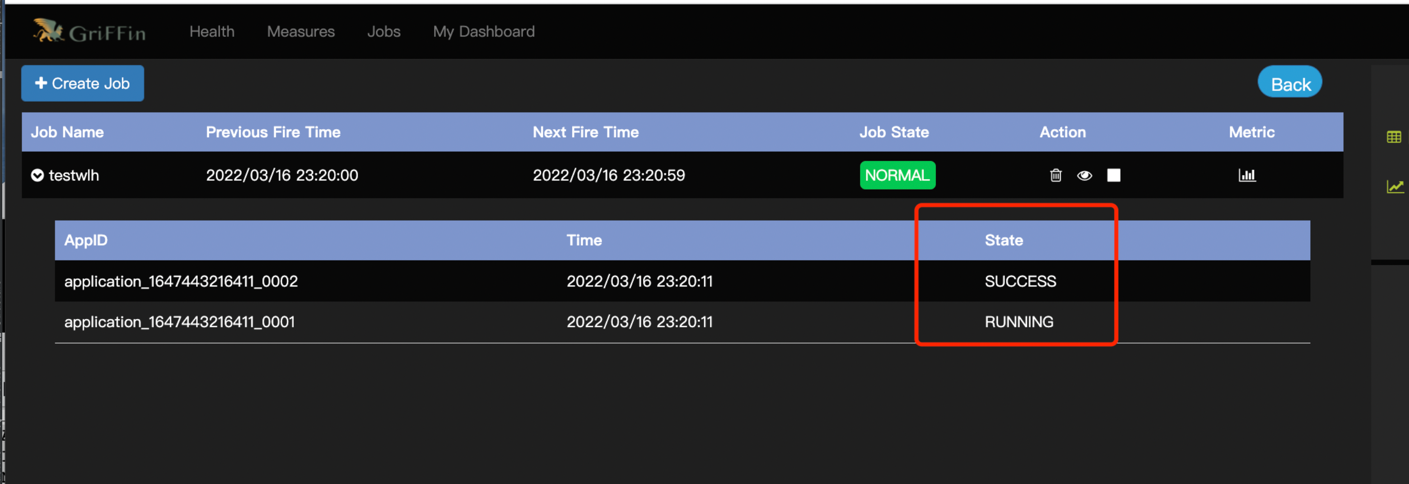 GriFFin Health Measures Jobs My Dashboard
Create Job Back
Job Name Previous Fire Time Next Fire Time Job State Action Metric
testwlh 2022/03/16 23:20:00 2022/03/16 23:20:59 NORMAL
AppID Time State
application_1647443216411_0002 2022/03/16 23:20:11 SUCCESS
application_1647443216411_0001 2022/03/16 23:20:11 RUNNING